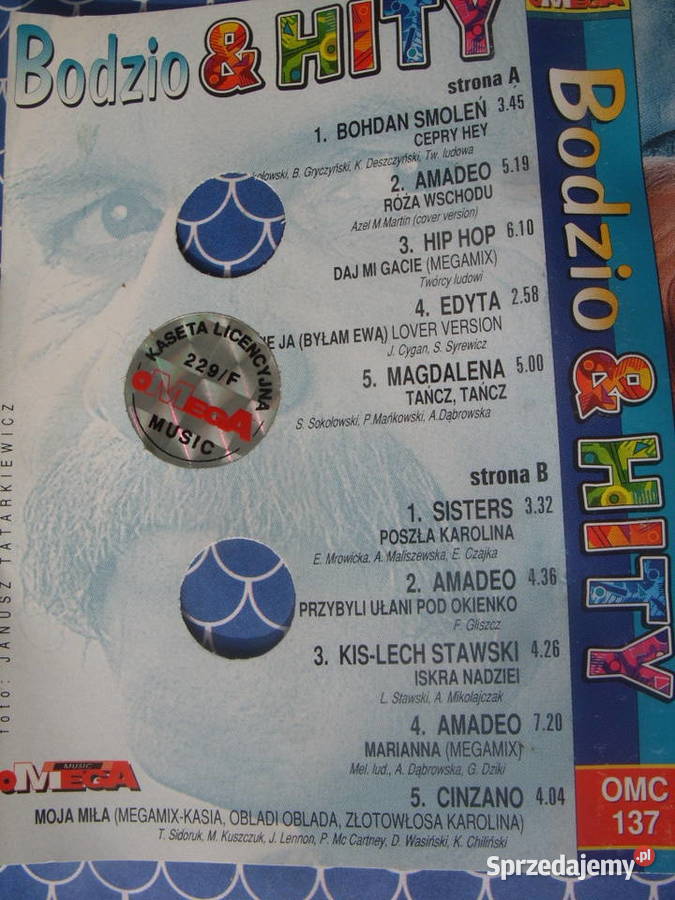 Bodzio & HITY
strona A
1. BOHDAN SMOLEŃ 3.45
CEPRY HEY
B. Gryczyński, K. Deszczyński, Tw. ludowa
2. AMADEO 5.19
RÓŻA WSCHODU
Azel M.Martin (cover version)
3. HIP HOP 6.10
DAJ MI GACIE (MEGAMIX)
Twórcy ludowi
4. EDYTA 2.58
JA (BYŁAM EWĄ) LOVER VERSION
J. Cygan, S. Syrewicz
5. MAGDALENA 5.00
TAŃCZ, TAŃCZ
S. Sokołowski, P.Mańkowski, A.Dąbrowska
KASETA LICENCYJNA
229/F
OMEGA
MUSIC
strona B
1. SISTERS 3.32
POSZŁA KAROLINA
E. Mrowicka, A. Maliszewska, E. Czajka
2. AMADEO 4.36
PRZYBYLI UŁANI POD OKIENKO
F. Gliszcz
3. KIS-LECH STAWSKI 4.26
ISKRA NADZIEI
L. Stawski, A. Mikołajczak
4. AMADEO 7.20
MARIANNA (MEGAMIX)
Mel. lud., A. Dąbrowska, G. Dziki
5. CINZANO 4.04
MOJA MIŁA (MEGAMIX-KASIA, OBLADI OBLADA, ZŁOTOWŁOSA KAROLINA)
T. Sidoruk, M. Kuszczuk, J. Lennon, P. Mc Cartney, D. Wasiński, K. Chiliński
foto: JANUSZ TATARKIEWICZ
MUSIC
OMEGA
OMEGA
Bodzio & HITY
OMC
137
Sprzedajemy.pl